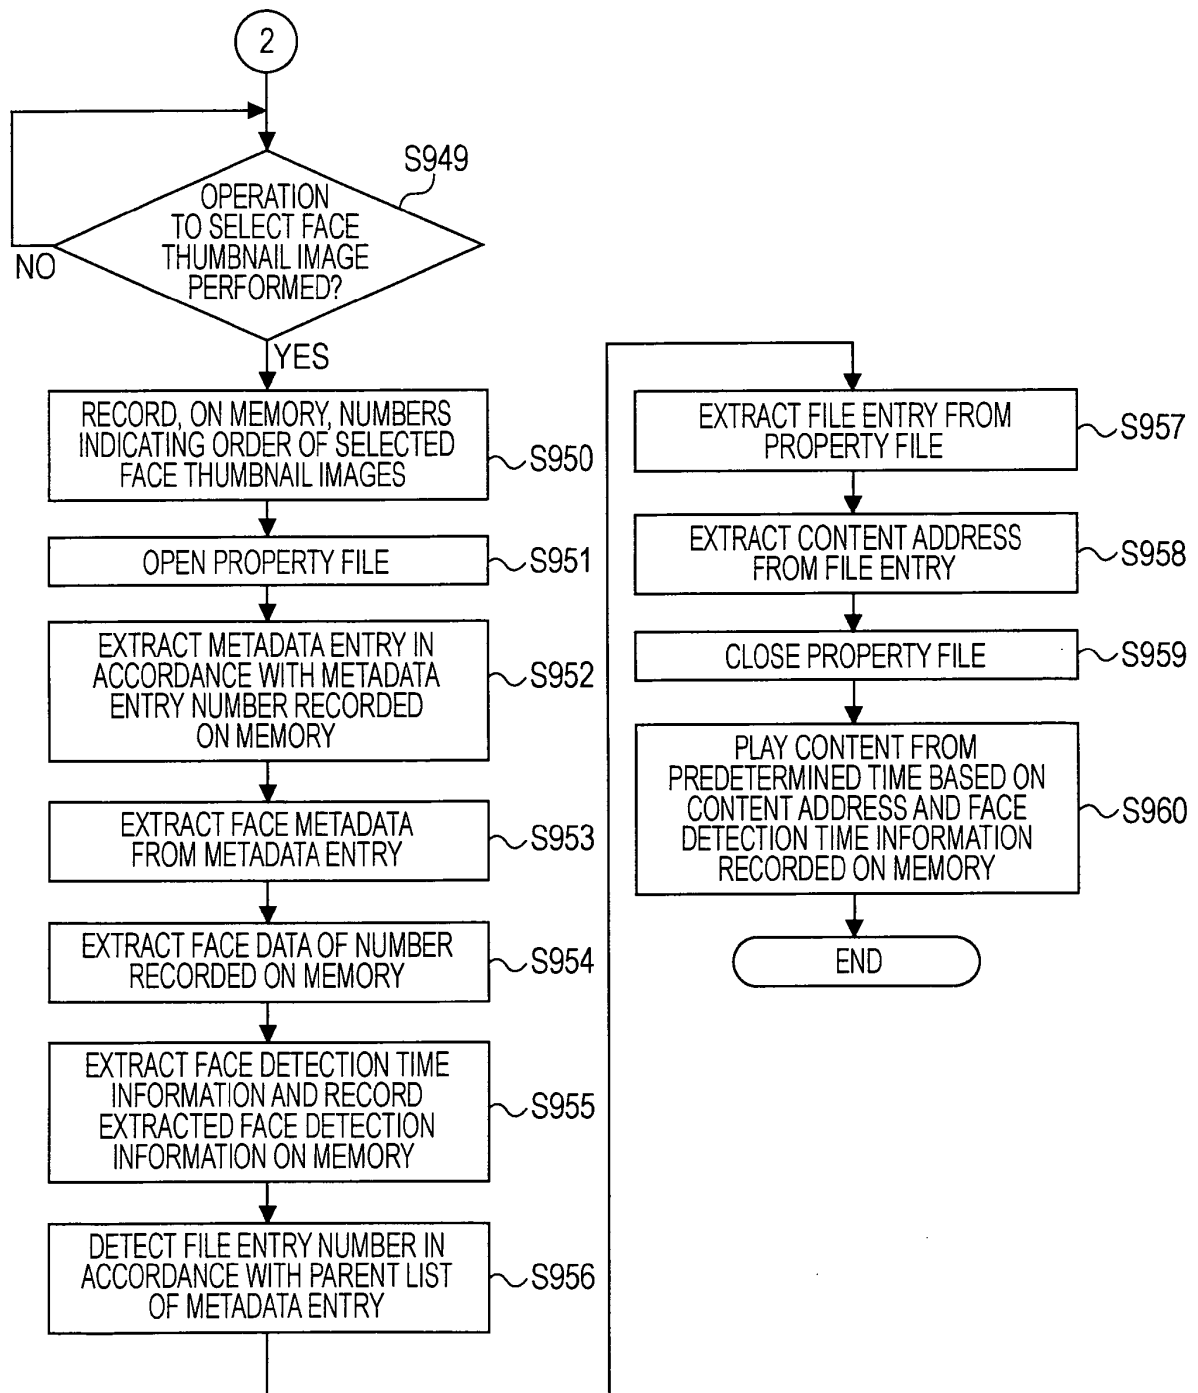 2
S949
OPERATION
TO SELECT FACE
THUMBNAIL IMAGE
PERFORMED?
NO
YES
RECORD, ON MEMORY, NUMBERS
INDICATING ORDER OF SELECTED
FACE THUMBNAIL IMAGES
S950
OPEN PROPERTY FILE
S951
EXTRACT METADATA ENTRY IN
ACCORDANCE WITH METADATA
ENTRY NUMBER RECORDED
ON MEMORY
S952
EXTRACT FACE METADATA
FROM METADATA ENTRY
S953
EXTRACT FACE DATA OF NUMBER
RECORDED ON MEMORY
S954
EXTRACT FACE DETECTION TIME
INFORMATION AND RECORD
EXTRACTED FACE DETECTION
INFORMATION ON MEMORY
S955
DETECT FILE ENTRY NUMBER IN
ACCORDANCE WITH PARENT LIST
OF METADATA ENTRY
S956
EXTRACT FILE ENTRY FROM
PROPERTY FILE
S957
EXTRACT CONTENT ADDRESS
FROM FILE ENTRY
S958
CLOSE PROPERTY FILE
S959
PLAY CONTENT FROM
PREDETERMINED TIME BASED ON
CONTENT ADDRESS AND FACE
DETECTION TIME INFORMATION
RECORDED ON MEMORY
S960
END